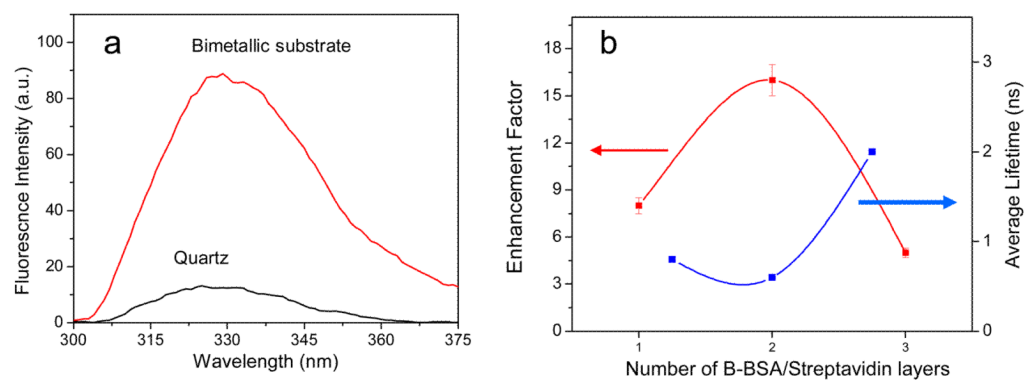 a
Bimetallic substrate
Quartz
Fluorescnce Intensity (a.u.)
100
80
60
40
20
0
300
315
330
345
360
375
Wavelength (nm)
b
Enhancement Factor
18
15
12
9
6
3
0
3
2
1
0
Average Lifetime (ns)
1
2
3
Number of B-BSA/Streptavidin layers